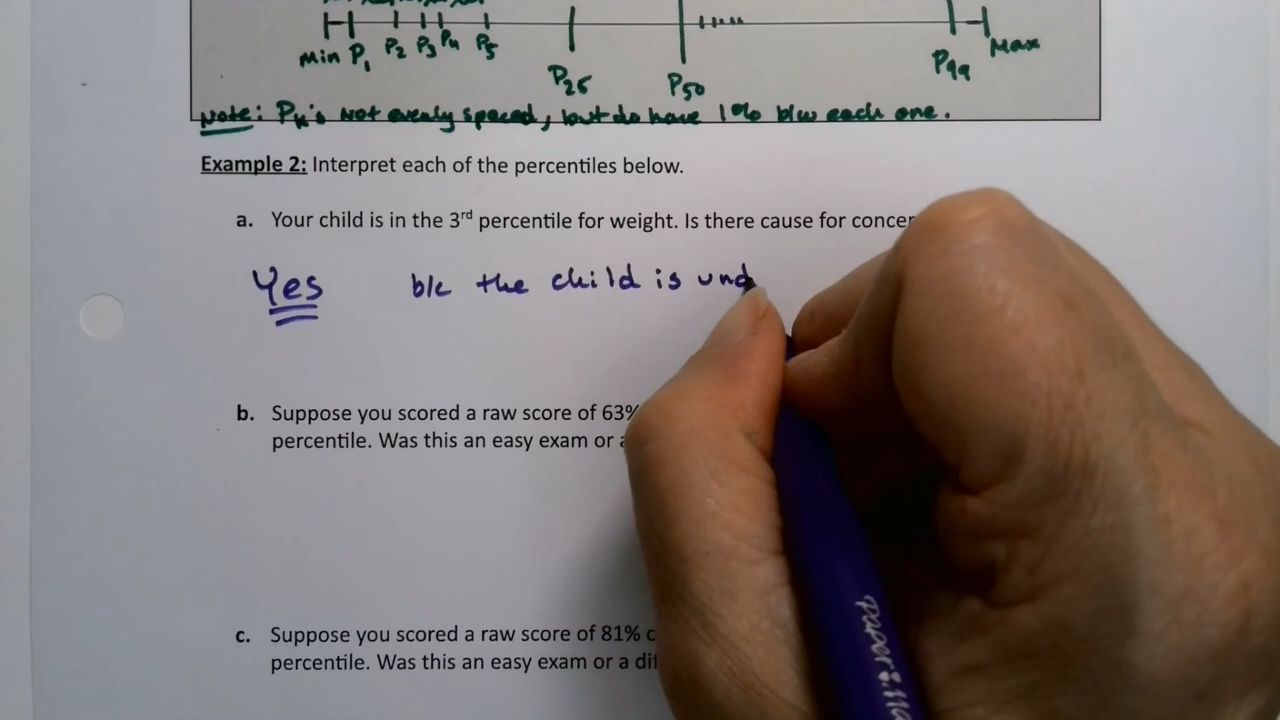 Min P1 P2 P3 P4 P5 P25 P50 P99 Max
Note: Pk's not evenly spaced, but do have 1% b/w each one.
Example 2: Interpret each of the percentiles below.
a. Your child is in the 3rd percentile for weight. Is there cause for concer
Yes b/c the child is und
b. Suppose you scored a raw score of 63%
percentile. Was this an easy exam or a
c. Suppose you scored a raw score of 81% o
percentile. Was this an easy exam or a dif
PaperMa